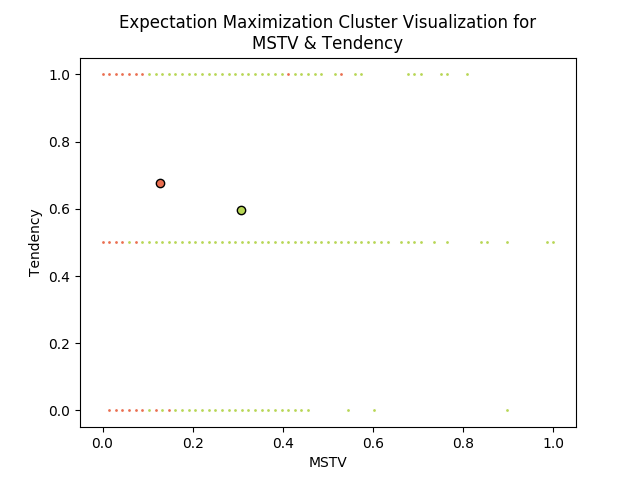 Expectation Maximization Cluster Visualization for
MSTV & Tendency
1.0
0.8
0.6
0.4
0.2
0.0
Tendency
0.0 0.2 0.4 0.6 0.8 1.0
MSTV